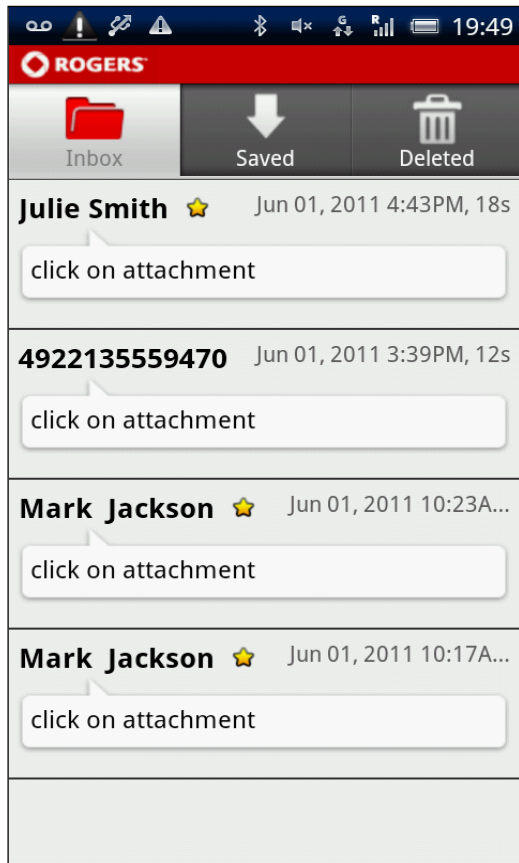 G R 19:49
ROGERS
Inbox Saved Deleted
Julie Smith Jun 01, 2011 4:43PM, 18s
click on attachment
4922135559470 Jun 01, 2011 3:39PM, 12s
click on attachment
Mark Jackson Jun 01, 2011 10:23A...
click on attachment
Mark Jackson Jun 01, 2011 10:17A...
click on attachment